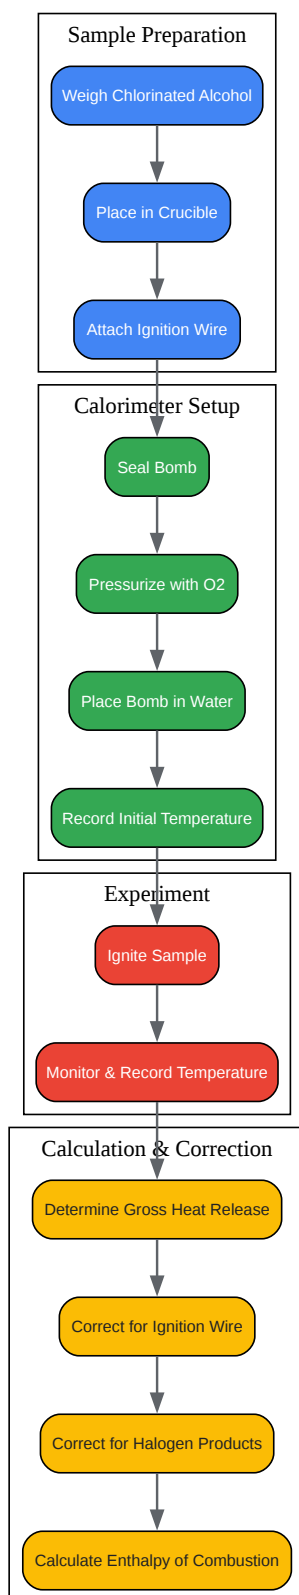 Sample Preparation
Weigh Chlorinated Alcohol
Place in Crucible
Attach Ignition Wire
Calorimeter Setup
Seal Bomb
Pressurize with O2
Place Bomb in Water
Record Initial Temperature
Experiment
Ignite Sample
Monitor & Record Temperature
Calculation & Correction
Determine Gross Heat Release
Correct for Ignition Wire
Correct for Halogen Products
Calculate Enthalpy of Combustion